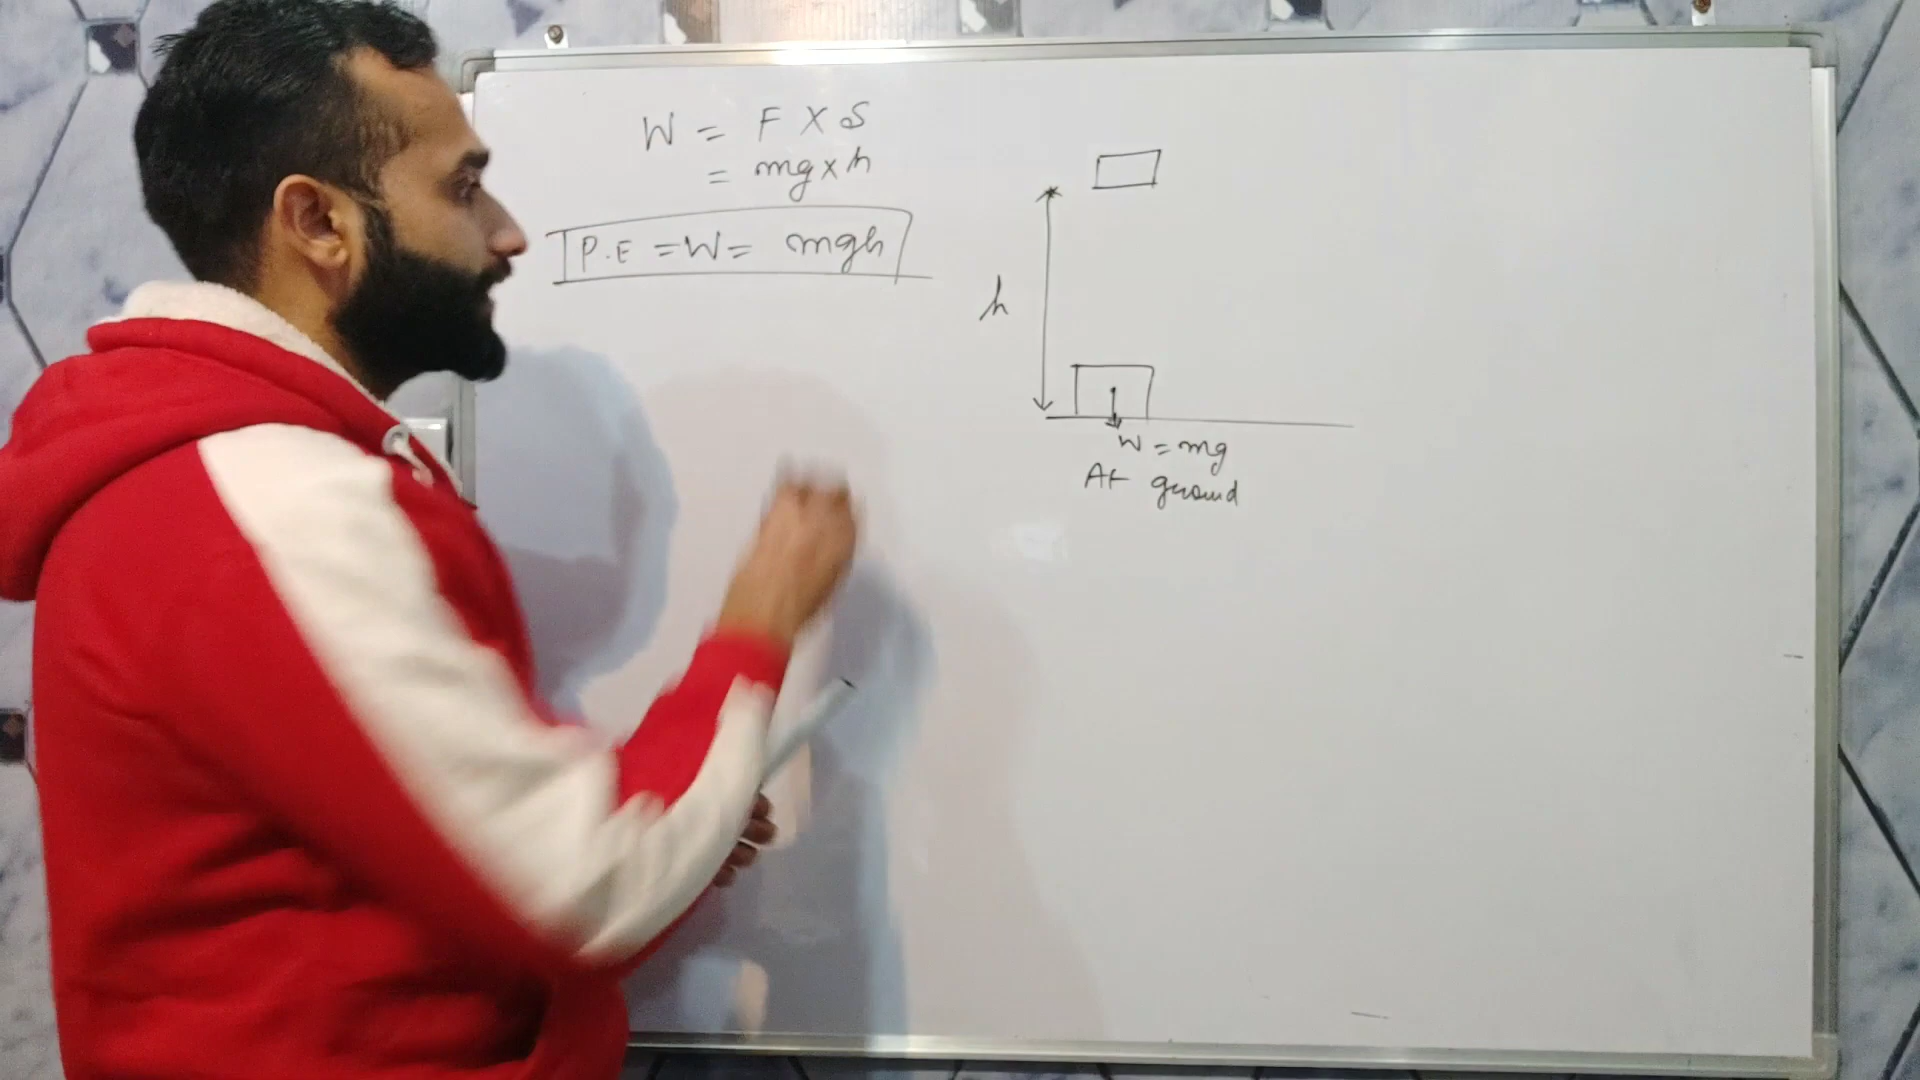 W = F X S
= mg x h
P.E = W = mgh
h
W = mg
At ground